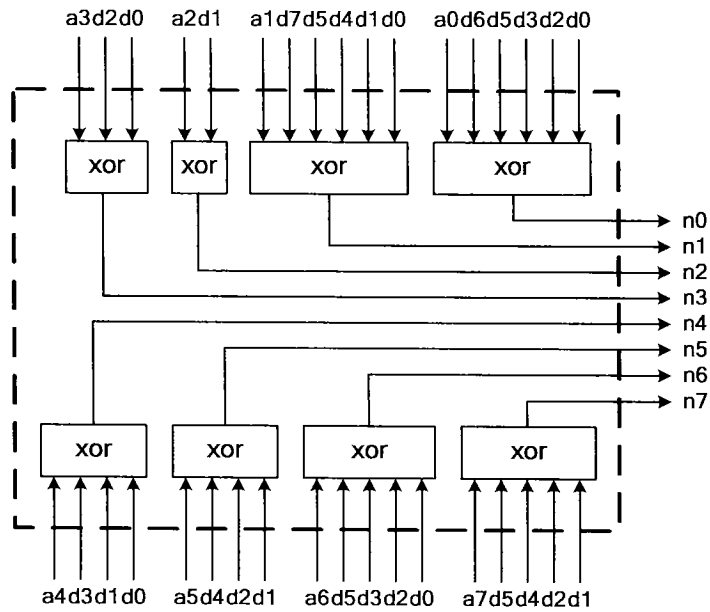 a3d2d0 a2d1 a1d7d5d4d1d0 a0d6d5d3d2d0
xor xor xor xor
n0
n1
n2
n3
n4
n5
n6
n7
xor xor xor xor
a4d3d1d0 a5d4d2d1 a6d5d3d2d0 a7d5d4d2d1